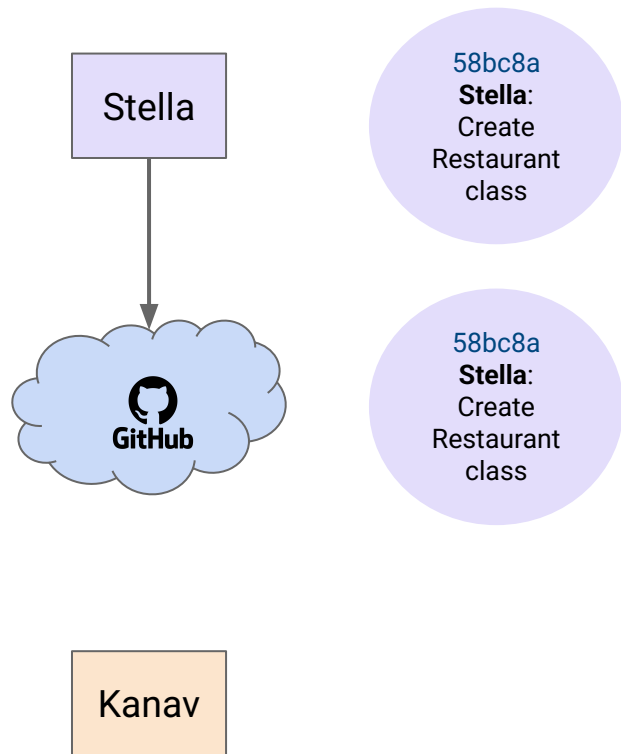 Stella
58bc8a
Stella:
Create
Restaurant
class
GitHub
58bc8a
Stella:
Create
Restaurant
class
Kanav